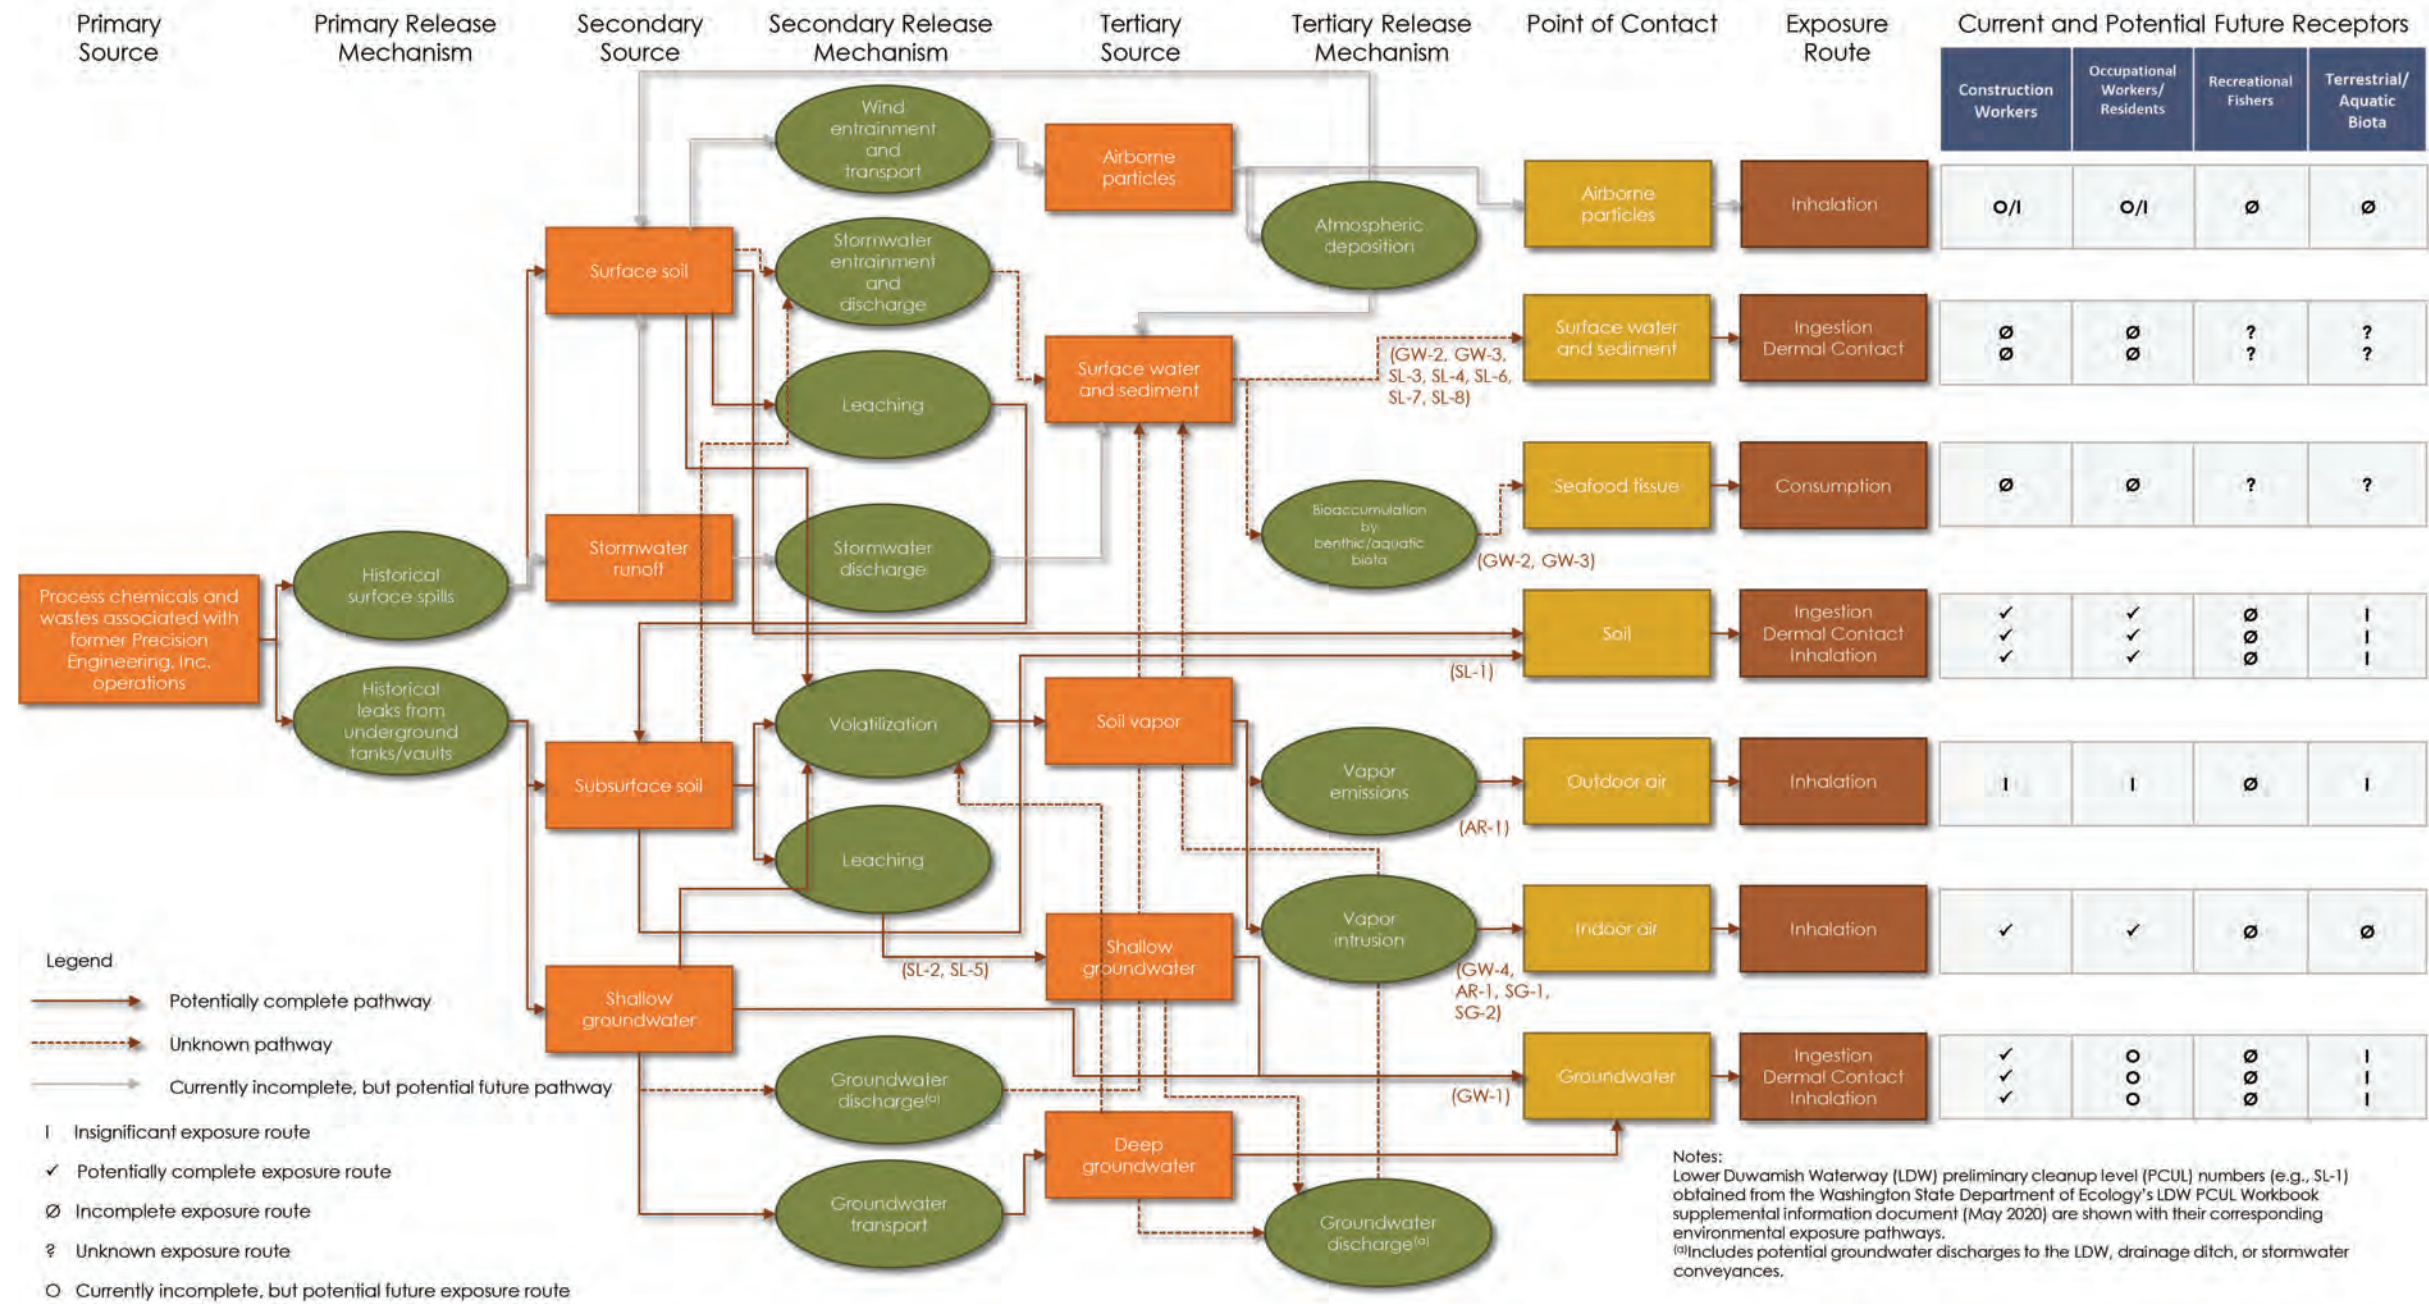 Primary
Source
Primary Release
Mechanism
Secondary
Source
Secondary Release
Mechanism
Tertiary
Source
Tertiary Release
Mechanism
Point of Contact
Exposure
Route
Current and Potential Future Receptors
Construction
Workers
Occupational
Workers/
Residents
Recreational
Fishers
Terrestrial/
Aquatic
Biota
Wind
entrainment
and
transport
Airborne
particles
Atmospheric
deposition
Airborne
particles
Inhalation
O/I O/I Ø Ø
Surface soil
Stormwater
entrainment
and
discharge
Surface water
and sediment
(GW-2, GW-3,
SL-3, SL-4, SL-6,
SL-7, SL-8)
Surface water
and sediment
Ingestion
Dermal Contact
Ø Ø ? ?
Ø Ø ? ?
Leaching
Stormwater
runoff
Stormwater
discharge
Bioaccumulation
by
benthic/aquatic
biota
(GW-2, GW-3)
Seafood tissue
Consumption
Ø Ø ? ?
Process chemicals and
wastes associated with
former Precision
Engineering, Inc.
operations
Historical
surface spills
Historical
leaks from
underground
tanks/vaults
(SL-1)
Soil
Ingestion
Dermal Contact
Inhalation
✓ ✓ Ø I
✓ ✓ Ø I
✓ ✓ Ø I
Subsurface soil
Volatilization
Soil vapor
Vapor
emissions
(AR-1)
Outdoor air
Inhalation
I I Ø I
Leaching
(SL-2, SL-5)
Shallow
groundwater
Vapor
intrusion
(GW-4,
AR-1, SG-1,
SG-2)
Indoor air
Inhalation
✓ ✓ Ø Ø
Shallow
groundwater
Groundwater
discharge(a)
(GW-1)
Groundwater
Ingestion
Dermal Contact
Inhalation
✓ O Ø I
✓ O Ø I
✓ O Ø I
Groundwater
transport
Deep
groundwater
Groundwater
discharge(a)
Legend
Potentially complete pathway
Unknown pathway
Currently incomplete, but potential future pathway
I Insignificant exposure route
✓ Potentially complete exposure route
Ø Incomplete exposure route
? Unknown exposure route
O Currently incomplete, but potential future exposure route
Notes:
Lower Duwamish Waterway (LDW) preliminary cleanup level (PCUL) numbers (e.g., SL-1)
obtained from the Washington State Department of Ecology's LDW PCUL Workbook
supplemental information document (May 2020) are shown with their corresponding
environmental exposure pathways.
(a)Includes potential groundwater discharges to the LDW, drainage ditch, or stormwater
conveyances.